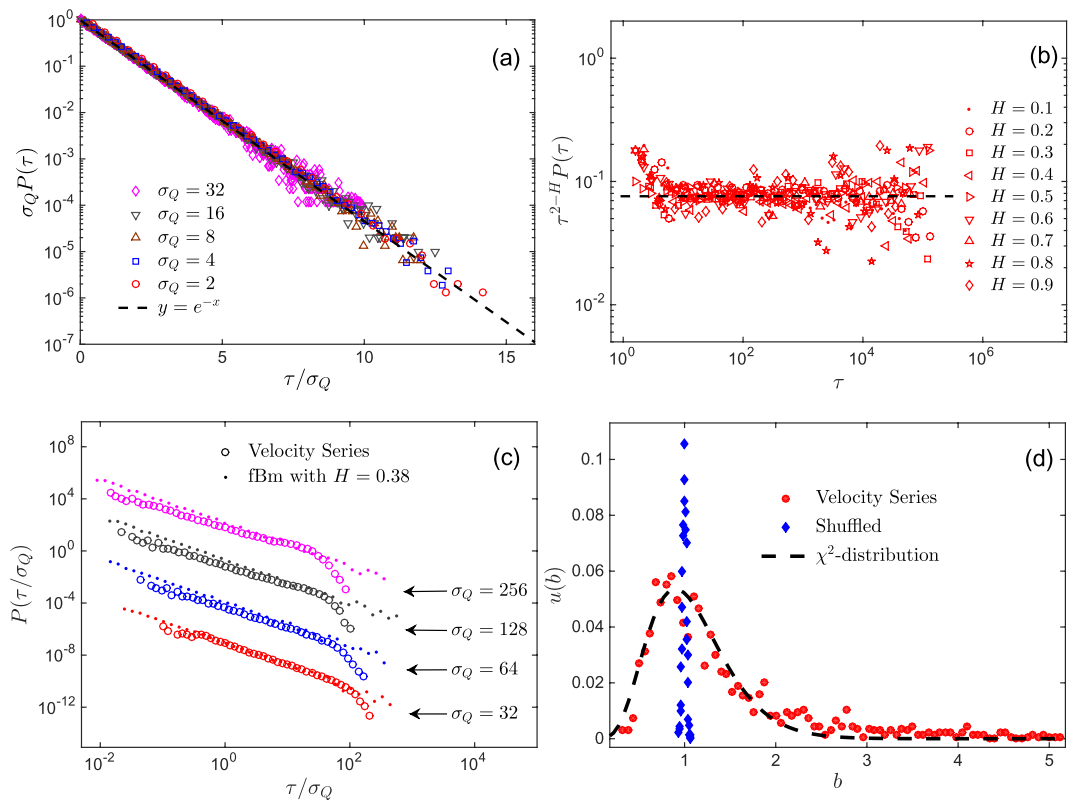 (a)
σ_Q P(τ)
10^0
10^-1
10^-2
10^-3
10^-4
10^-5
10^-6
10^-7
σ_Q = 32
σ_Q = 16
σ_Q = 8
σ_Q = 4
σ_Q = 2
y = e^{-x}
0 5 10 15
τ/σ_Q
(b)
τ^{2-H} P(τ)
10^0
10^-1
10^-2
H = 0.1
H = 0.2
H = 0.3
H = 0.4
H = 0.5
H = 0.6
H = 0.7
H = 0.8
H = 0.9
10^0 10^2 10^4 10^6
τ
(c)
P(τ/σ_Q)
10^8
10^4
10^0
10^-4
10^-8
10^-12
Velocity Series
fBm with H = 0.38
σ_Q = 256
σ_Q = 128
σ_Q = 64
σ_Q = 32
10^-2 10^0 10^2 10^4
τ/σ_Q
(d)
u(b)
0.1
0.08
0.06
0.04
0.02
0
Velocity Series
Shuffled
χ²-distribution
1 2 3 4 5
b